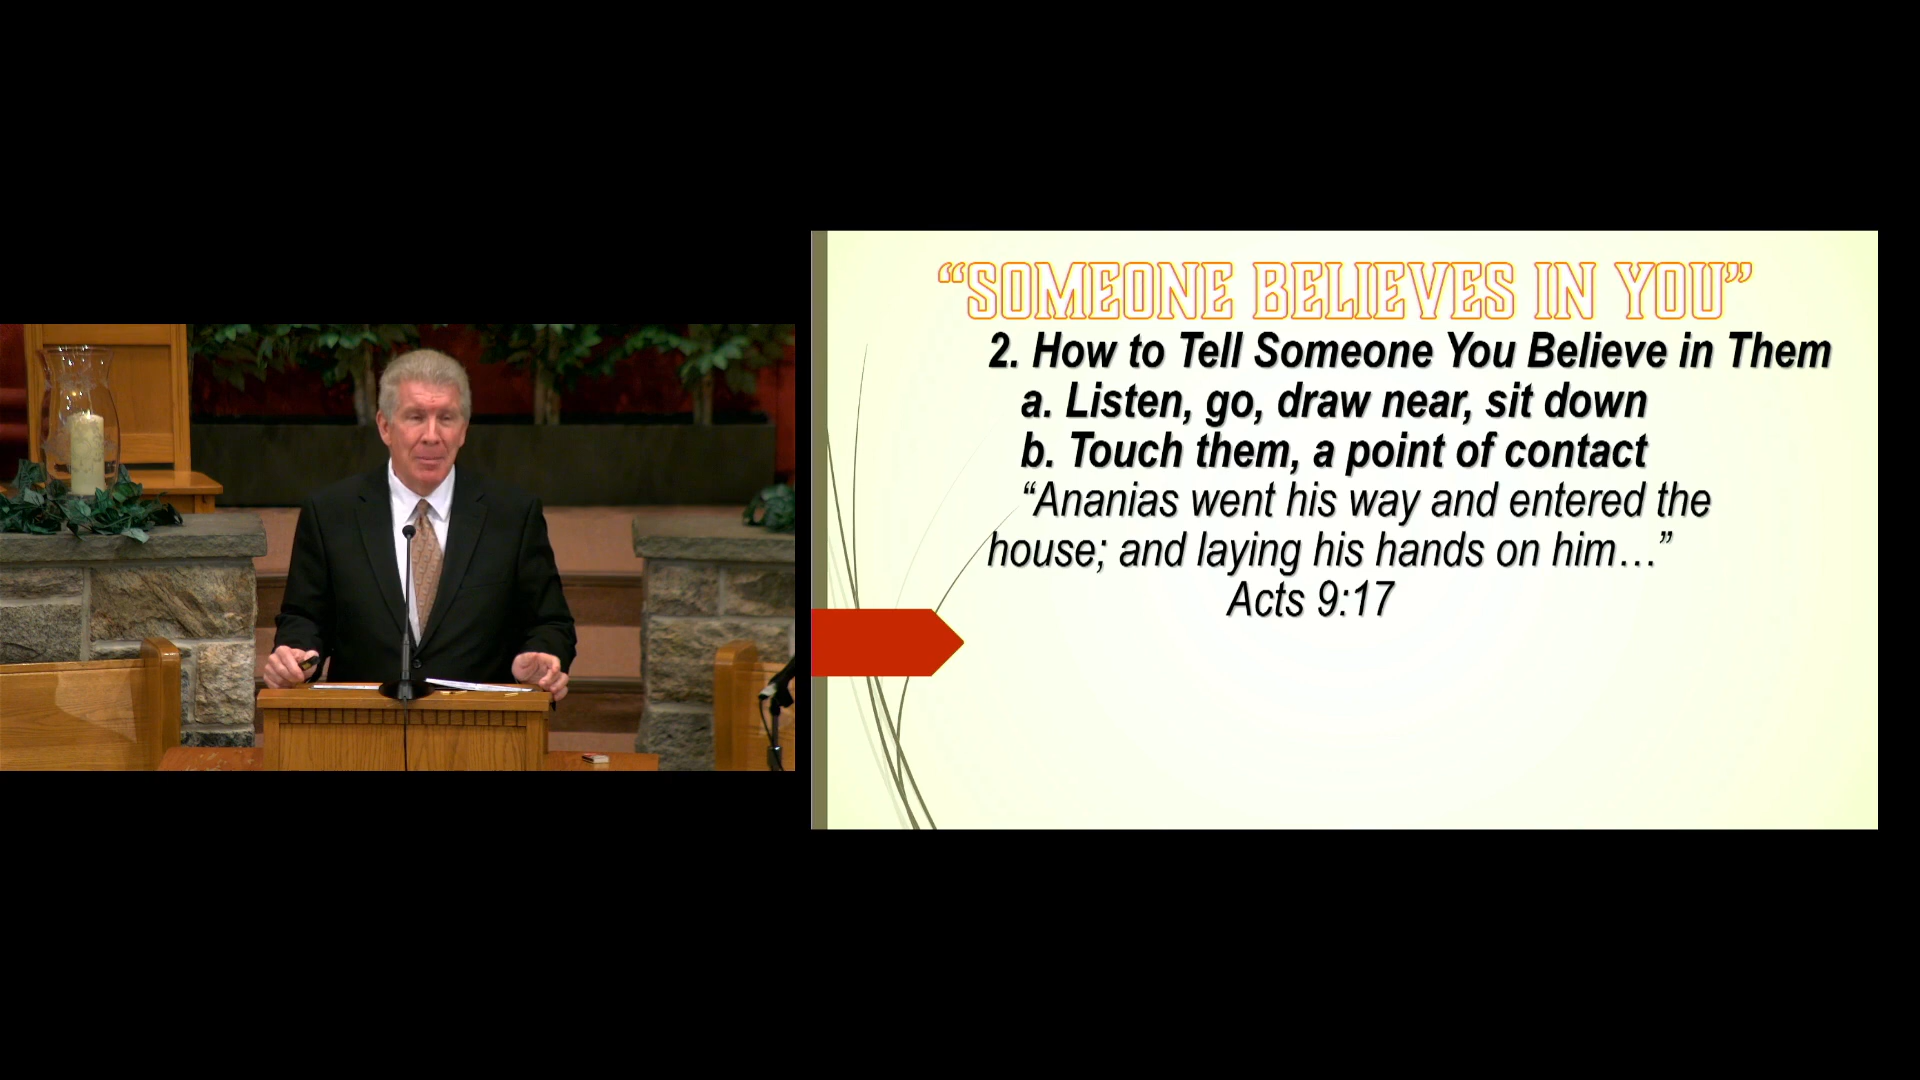 “SOMEONE BELIEVES IN YOU”
2. How to Tell Someone You Believe in Them
a. Listen, go, draw near, sit down
b. Touch them, a point of contact
“Ananias went his way and entered the
house; and laying his hands on him…”
Acts 9:17